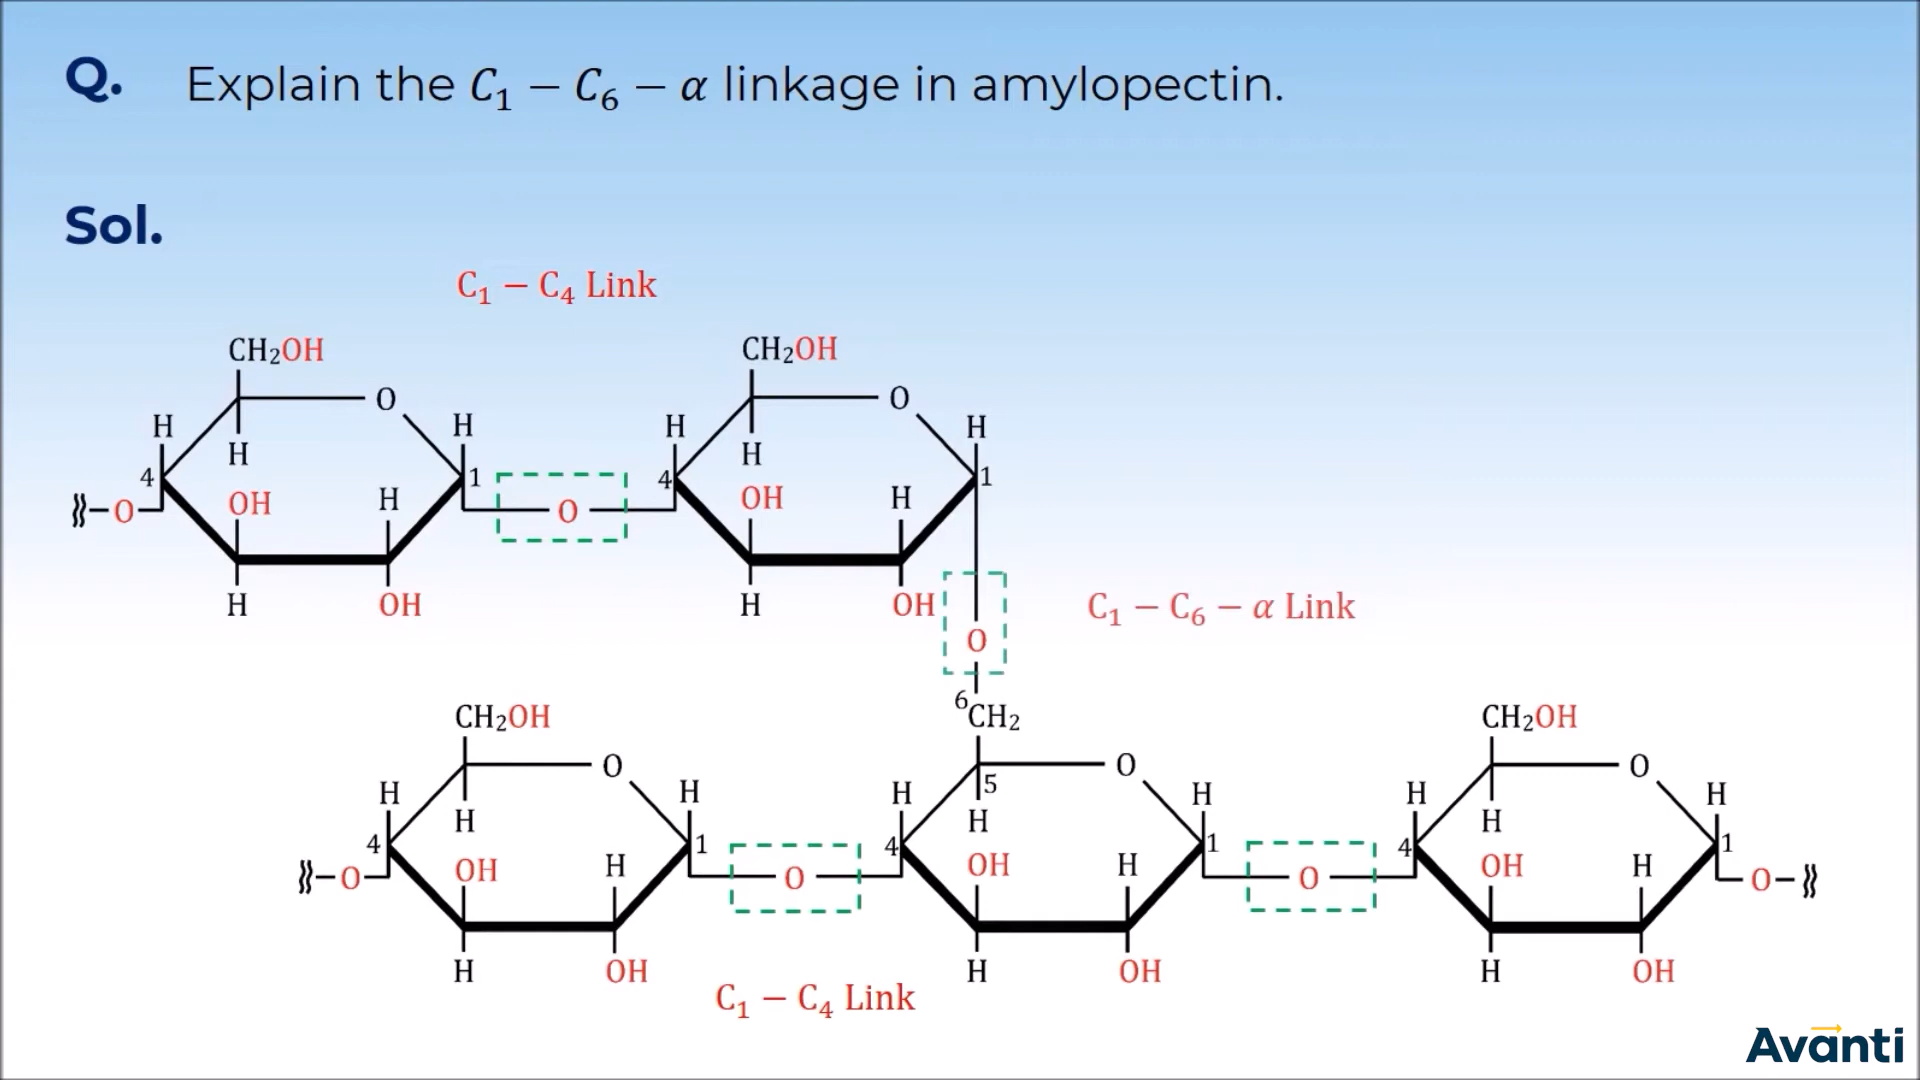 Q. Explain the C₁ − C₆ − α linkage in amylopectin.
Sol.
C₁ − C₄ Link
CH₂OH CH₂OH
O O
H H H H
H H
4 1 4 1
OH H OH H
O O
H OH H OH
C₁ − C₆ − α Link
O
6
CH₂OH CH₂ CH₂OH
O O O
5
H H H H H H
H H H
4 1 4 1 4 1
OH H OH H OH H
O O O O
H OH H OH H OH
C₁ − C₄ Link
Avanti